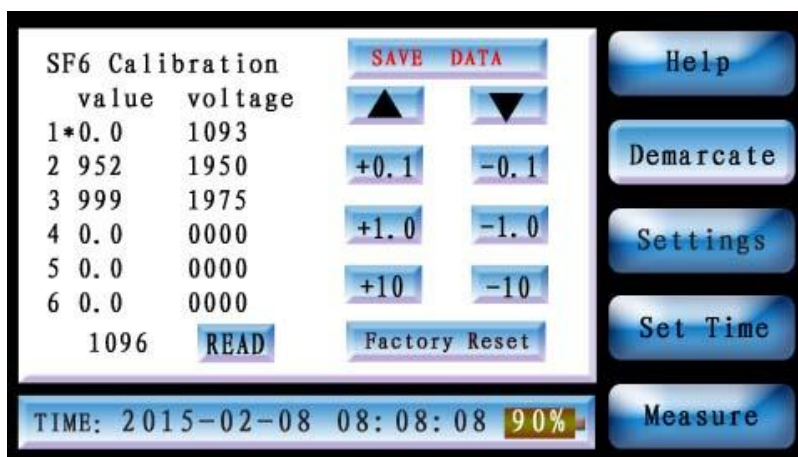 SF6 Calibration
value voltage
1*0.0 1093
2 952 1950
3 999 1975
4 0.0 0000
5 0.0 0000
6 0.0 0000
1096 READ
SAVE DATA
+0.1 -0.1
+1.0 -1.0
+10 -10
Factory Reset
TIME: 2015-02-08 08:08:08 90%
Help
Demarcate
Settings
Set Time
Measure